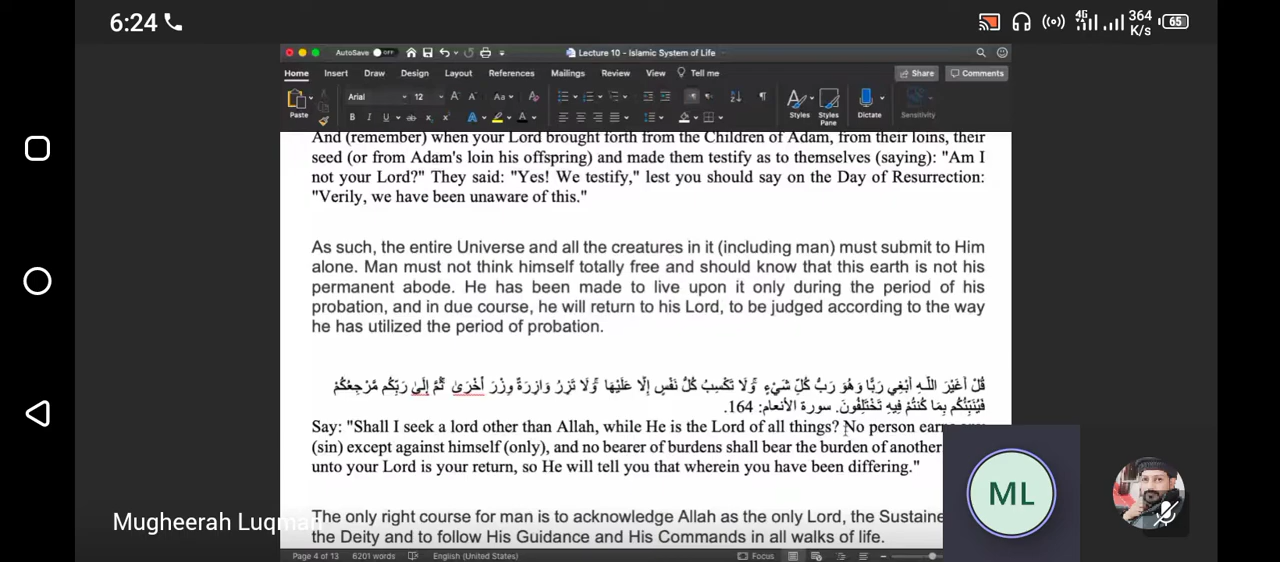 6:24
4G
364
K/s
65
AutoSave OFF
Lecture 10 - Islamic System of Life
Home Insert Draw Design Layout References Mailings Review View Tell me
Share Comments
Paste
Arial 12
Styles Styles Pane Dictate Sensitivity
And (remember) when your Lord brought forth from the Children of Adam, from their loins, their
seed (or from Adam's loin his offspring) and made them testify as to themselves (saying): "Am I
not your Lord?" They said: "Yes! We testify," lest you should say on the Day of Resurrection:
"Verily, we have been unaware of this."
As such, the entire Universe and all the creatures in it (including man) must submit to Him
alone. Man must not think himself totally free and should know that this earth is not his
permanent abode. He has been made to live upon it only during the period of his
probation, and in due course, he will return to his Lord, to be judged according to the way
he has utilized the period of probation.
قُلْ أَغَيْرَ اللَّـهِ أَبْغِي رَبًّا وَهُوَ رَبُّ كُلِّ شَيْءٍ ۚ وَلَا تَكْسِبُ كُلُّ نَفْسٍ إِلَّا عَلَيْهَا ۚ وَلَا تَزِرُ وَازِرَةٌ وِزْرَ أُخْرَىٰ ۚ ثُمَّ إِلَىٰ رَبِّكُم مَّرْجِعُكُمْ
فَيُنَبِّئُكُم بِمَا كُنتُمْ فِيهِ تَخْتَلِفُونَ. سورة الأنعام: 164.
Say: "Shall I seek a lord other than Allah, while He is the Lord of all things? No person earns
(sin) except against himself (only), and no bearer of burdens shall bear the burden of another
unto your Lord is your return, so He will tell you that wherein you have been differing."
The only right course for man is to acknowledge Allah as the only Lord, the
the Deity and to follow His Guidance and His Commands in all walks of life.
Mugheerah Luqman
ML
Page 4 of 13 6201 words English (United States) Focus